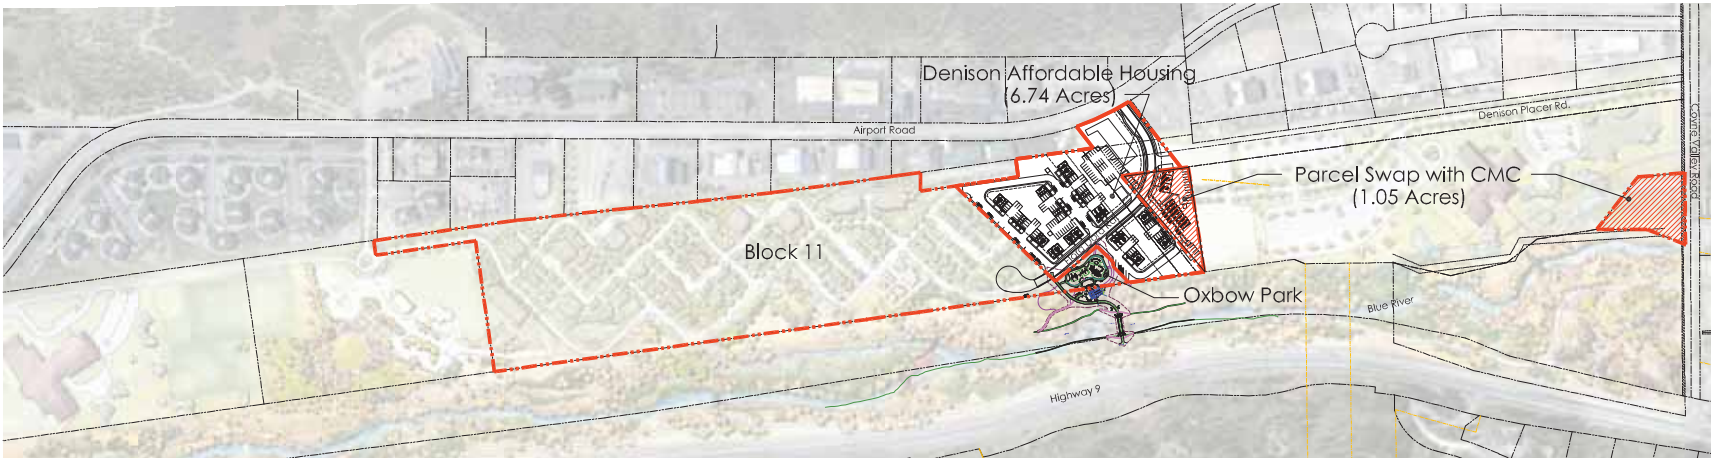 Denison Affordable Housing
(6.74 Acres)
Airport Road
Denison Placer Rd.
Coyne Valley Road
Parcel Swap with CMC
(1.05 Acres)
Block 11
Oxbow Park
Blue River
Highway 9